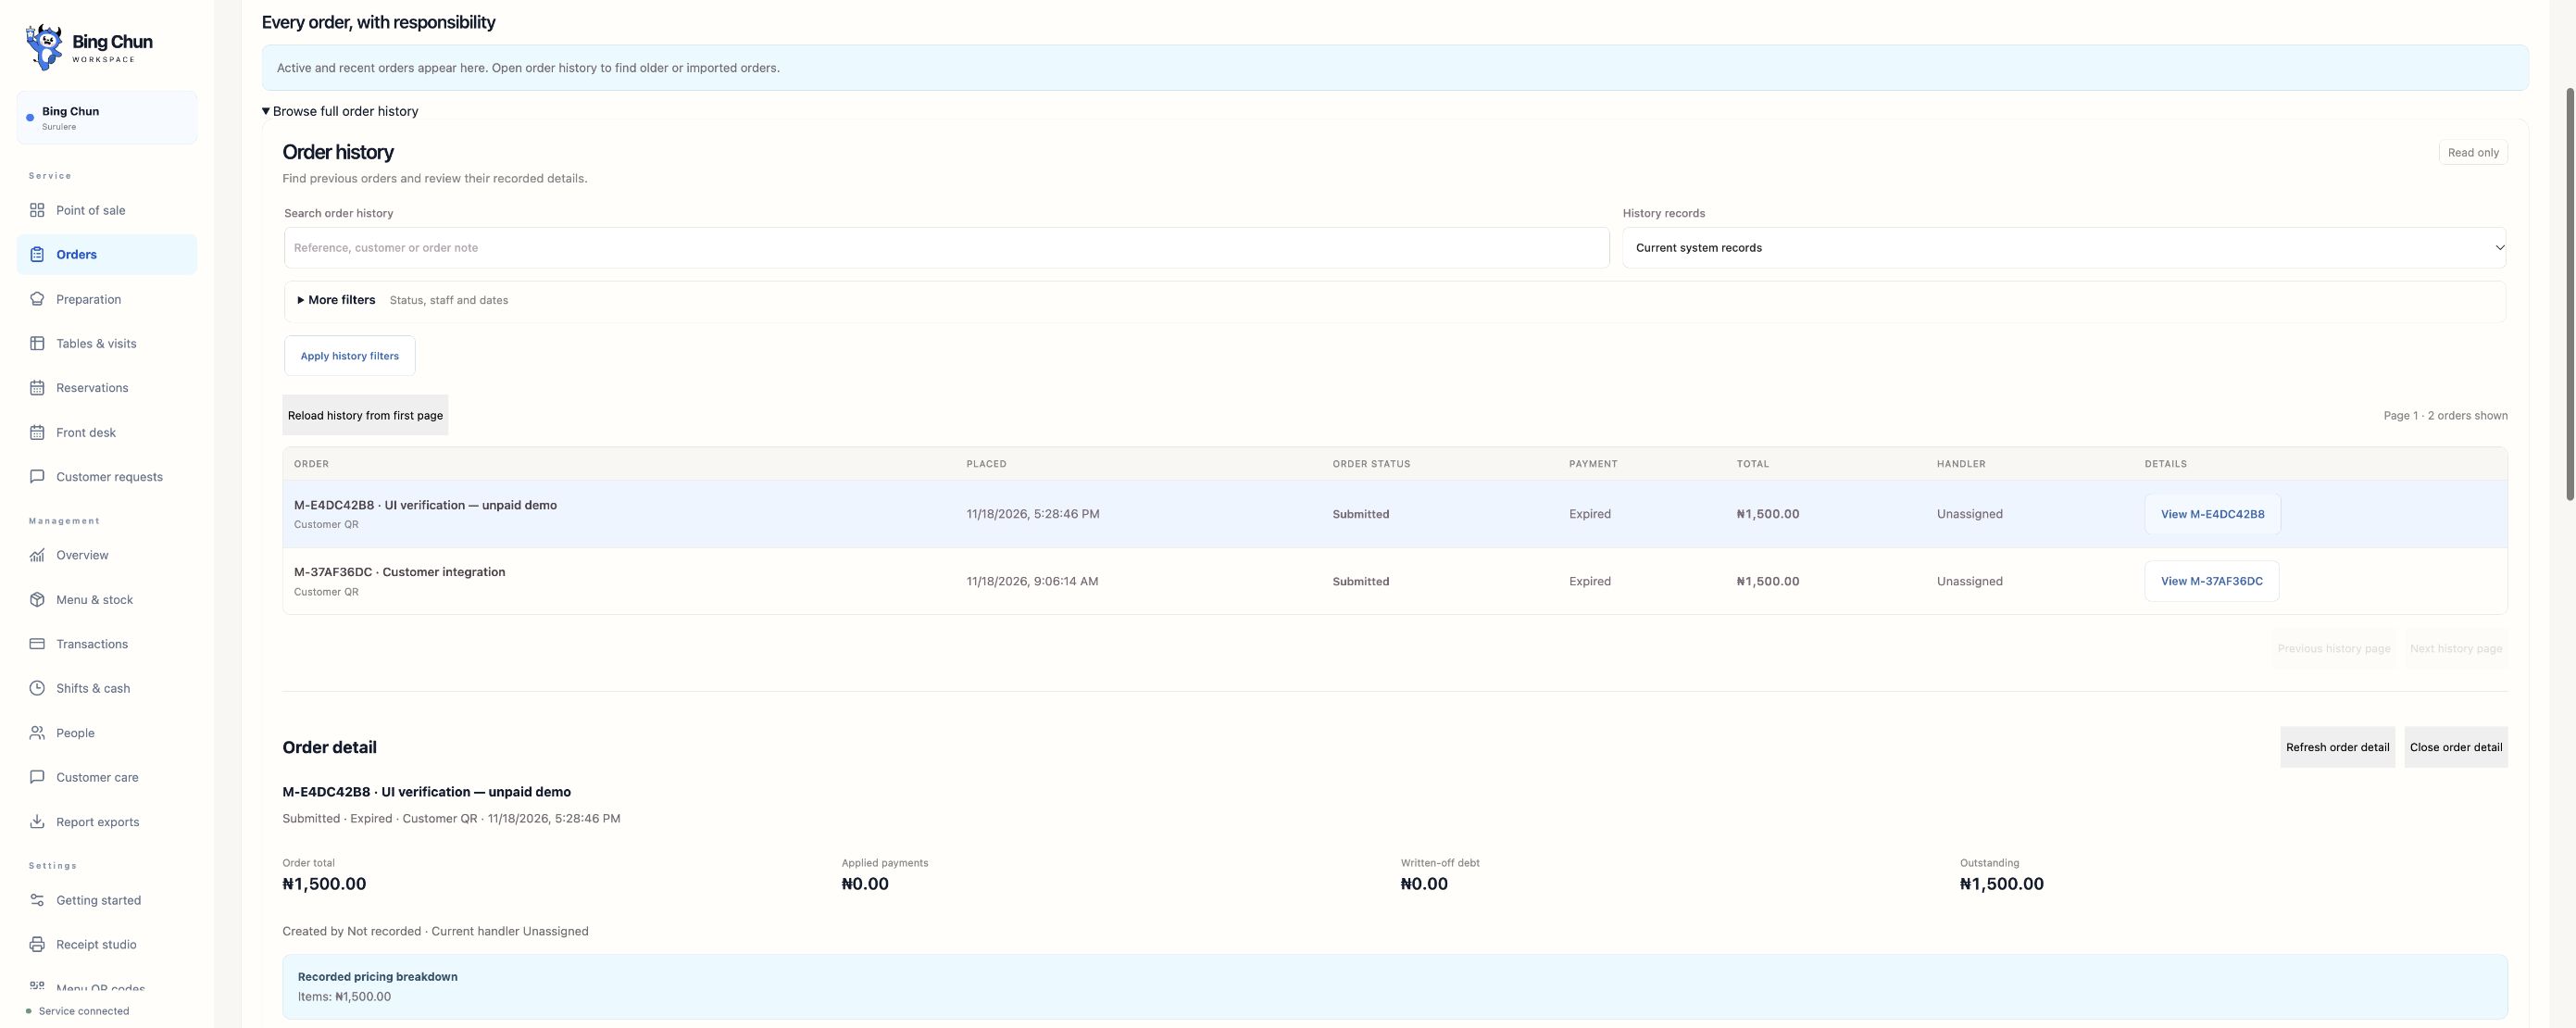 Bing Chun
WORKSPACE
Bing Chun
Surulere
Service
Point of sale
Orders
Preparation
Tables & visits
Reservations
Front desk
Customer requests
Management
Overview
Menu & stock
Transactions
Shifts & cash
People
Customer care
Report exports
Settings
Getting started
Receipt studio
Menu QR codes
Service connected
Every order, with responsibility
Active and recent orders appear here. Open order history to find older or imported orders.
▼ Browse full order history
Order history
Read only
Find previous orders and review their recorded details.
Search order history
History records
Reference, customer or order note
Current system records
▶ More filters Status, staff and dates
Apply history filters
Reload history from first page
Page 1 · 2 orders shown
ORDER PLACED ORDER STATUS PAYMENT TOTAL HANDLER DETAILS
M-E4DC42B8 · UI verification — unpaid demo
Customer QR
11/18/2026, 5:28:46 PM Submitted Expired ₦1,500.00 Unassigned View M-E4DC42B8
M-37AF36DC · Customer integration
Customer QR
11/18/2026, 9:06:14 AM Submitted Expired ₦1,500.00 Unassigned View M-37AF36DC
Previous history page Next history page
Order detail
Refresh order detail Close order detail
M-E4DC42B8 · UI verification — unpaid demo
Submitted · Expired · Customer QR · 11/18/2026, 5:28:46 PM
Order total Applied payments Written-off debt Outstanding
₦1,500.00 ₦0.00 ₦0.00 ₦1,500.00
Created by Not recorded · Current handler Unassigned
Recorded pricing breakdown
Items: ₦1,500.00